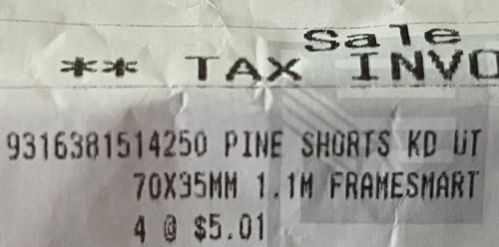 Sale
** TAX INVO
9316381514250 PINE SHORTS KD UT
70X35MM 1.1M FRAMESMART
4 @ $5.01